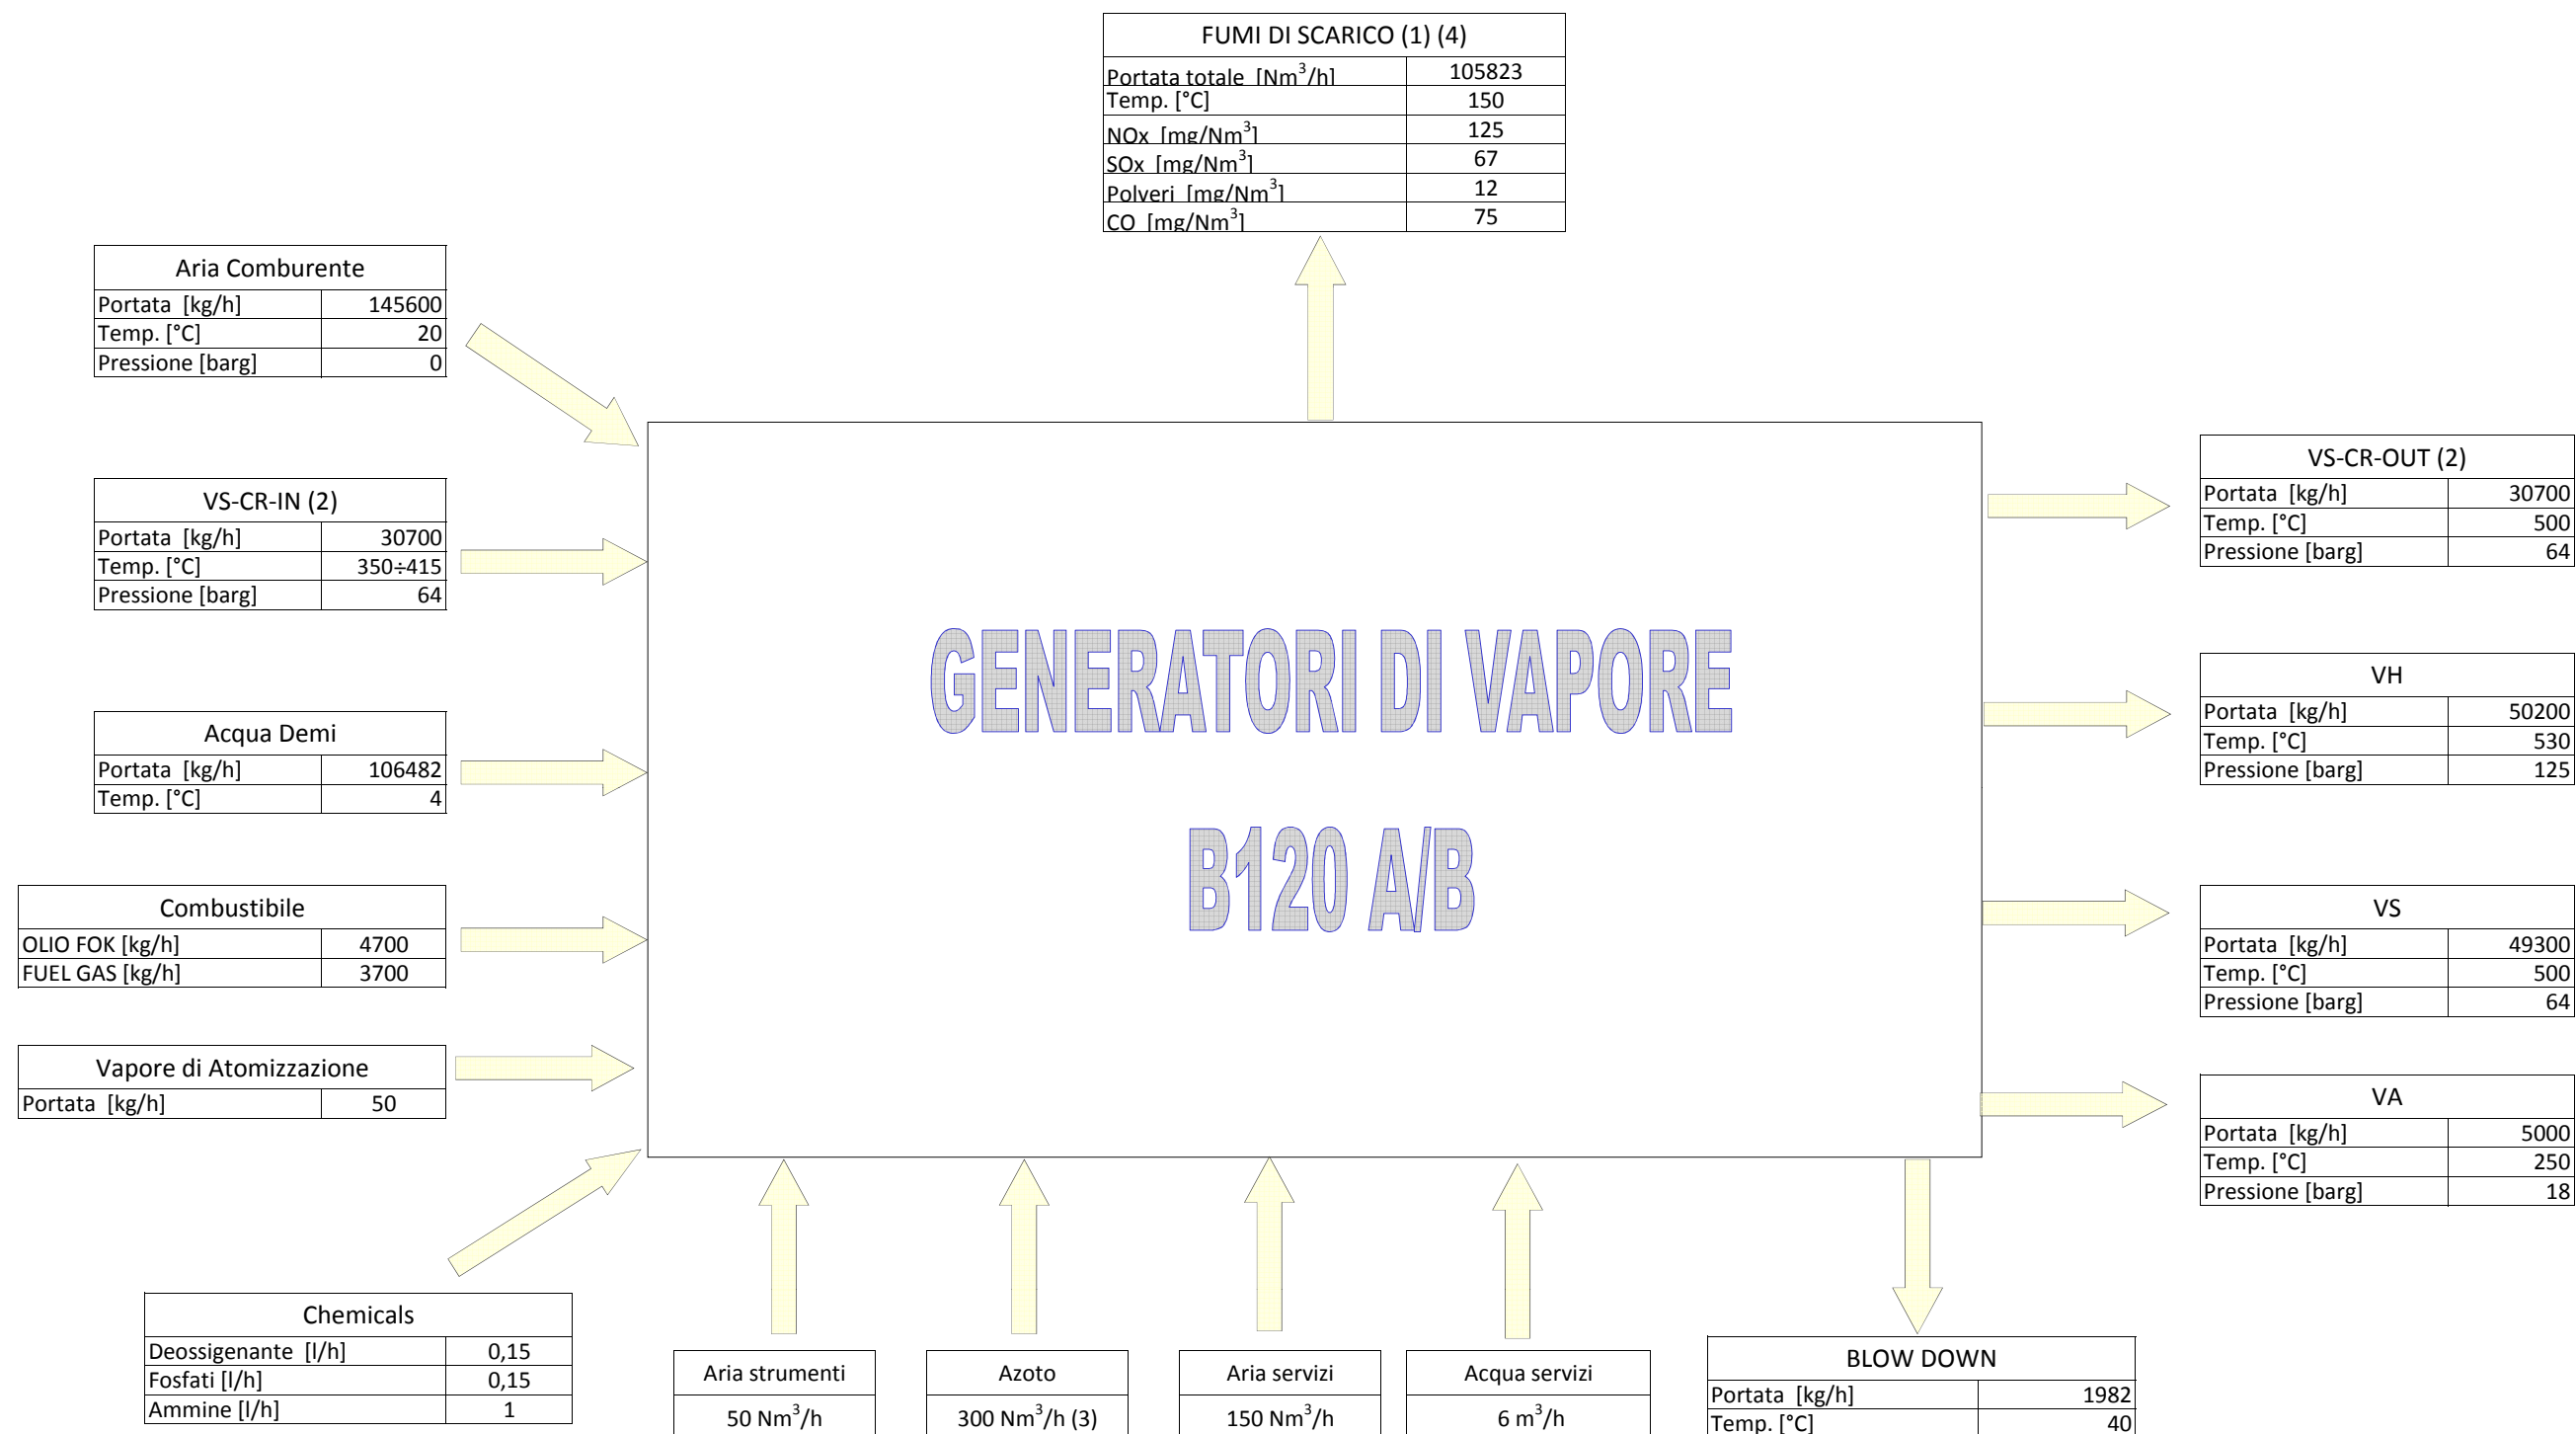 FUMI DI SCARICO (1) (4)
Portata totale [Nm³/h] 105823
Temp. [°C] 150
NOx [mg/Nm³] 125
SOx [mg/Nm³] 67
Polveri [mg/Nm³] 12
CO [mg/Nm³] 75
Aria Comburente
Portata [kg/h] 145600
Temp. [°C] 20
Pressione [barg] 0
VS-CR-IN (2)
Portata [kg/h] 30700
Temp. [°C] 350÷415
Pressione [barg] 64
Acqua Demi
Portata [kg/h] 106482
Temp. [°C] 4
Combustibile
OLIO FOK [kg/h] 4700
FUEL GAS [kg/h] 3700
Vapore di Atomizzazione
Portata [kg/h] 50
Chemicals
Deossigenante [l/h] 0,15
Fosfati [l/h] 0,15
Ammine [l/h] 1
GENERATORI DI VAPORE
B120 A/B
VS-CR-OUT (2)
Portata [kg/h] 30700
Temp. [°C] 500
Pressione [barg] 64
VH
Portata [kg/h] 50200
Temp. [°C] 530
Pressione [barg] 125
VS
Portata [kg/h] 49300
Temp. [°C] 500
Pressione [barg] 64
VA
Portata [kg/h] 5000
Temp. [°C] 250
Pressione [barg] 18
Aria strumenti
50 Nm³/h
Azoto
300 Nm³/h (3)
Aria servizi
150 Nm³/h
Acqua servizi
6 m³/h
BLOW DOWN
Portata [kg/h] 1982
Temp. [°C] 40